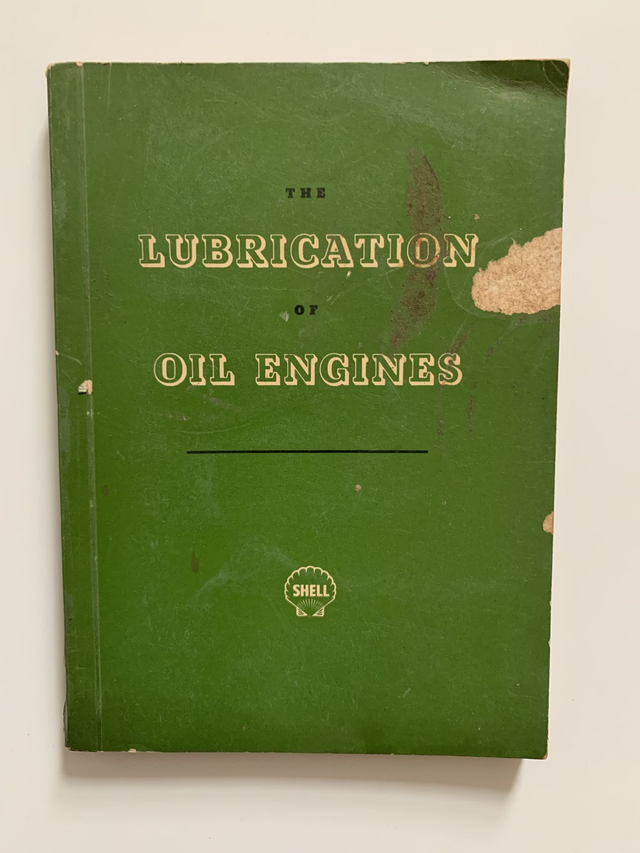 THE
LUBRICATION
OF
OIL ENGINES
SHELL